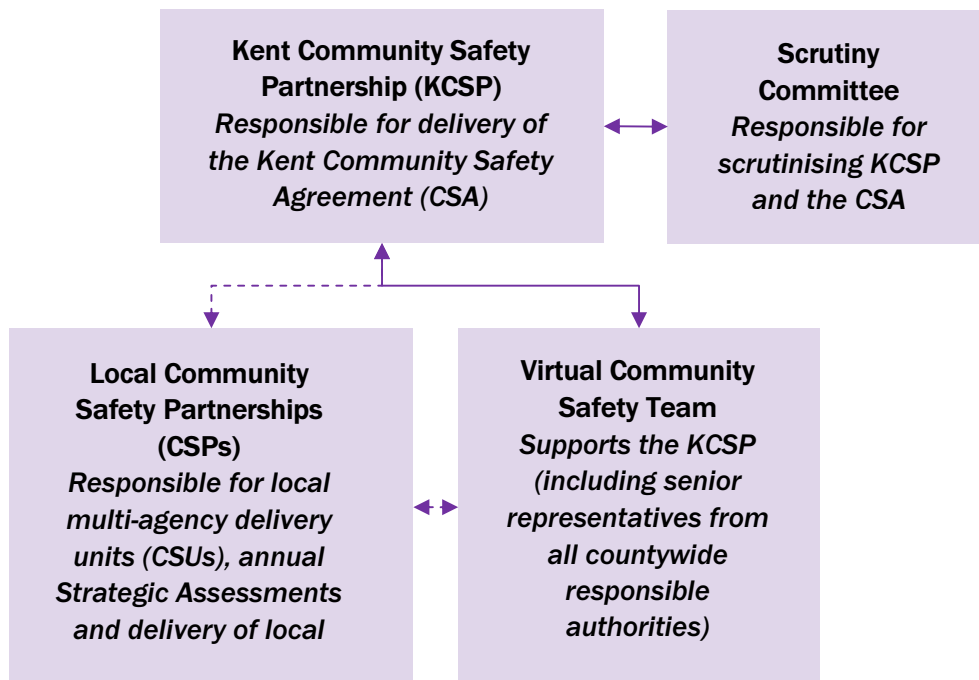 Kent Community Safety
Partnership (KCSP)
Responsible for delivery of
the Kent Community Safety
Agreement (CSA)
Scrutiny
Committee
Responsible for
scrutinising KCSP
and the CSA
Local Community
Safety Partnerships
(CSPs)
Responsible for local
multi-agency delivery
units (CSUs), annual
Strategic Assessments
and delivery of local
Virtual Community
Safety Team
Supports the KCSP
(including senior
representatives from
all countywide
responsible
authorities)